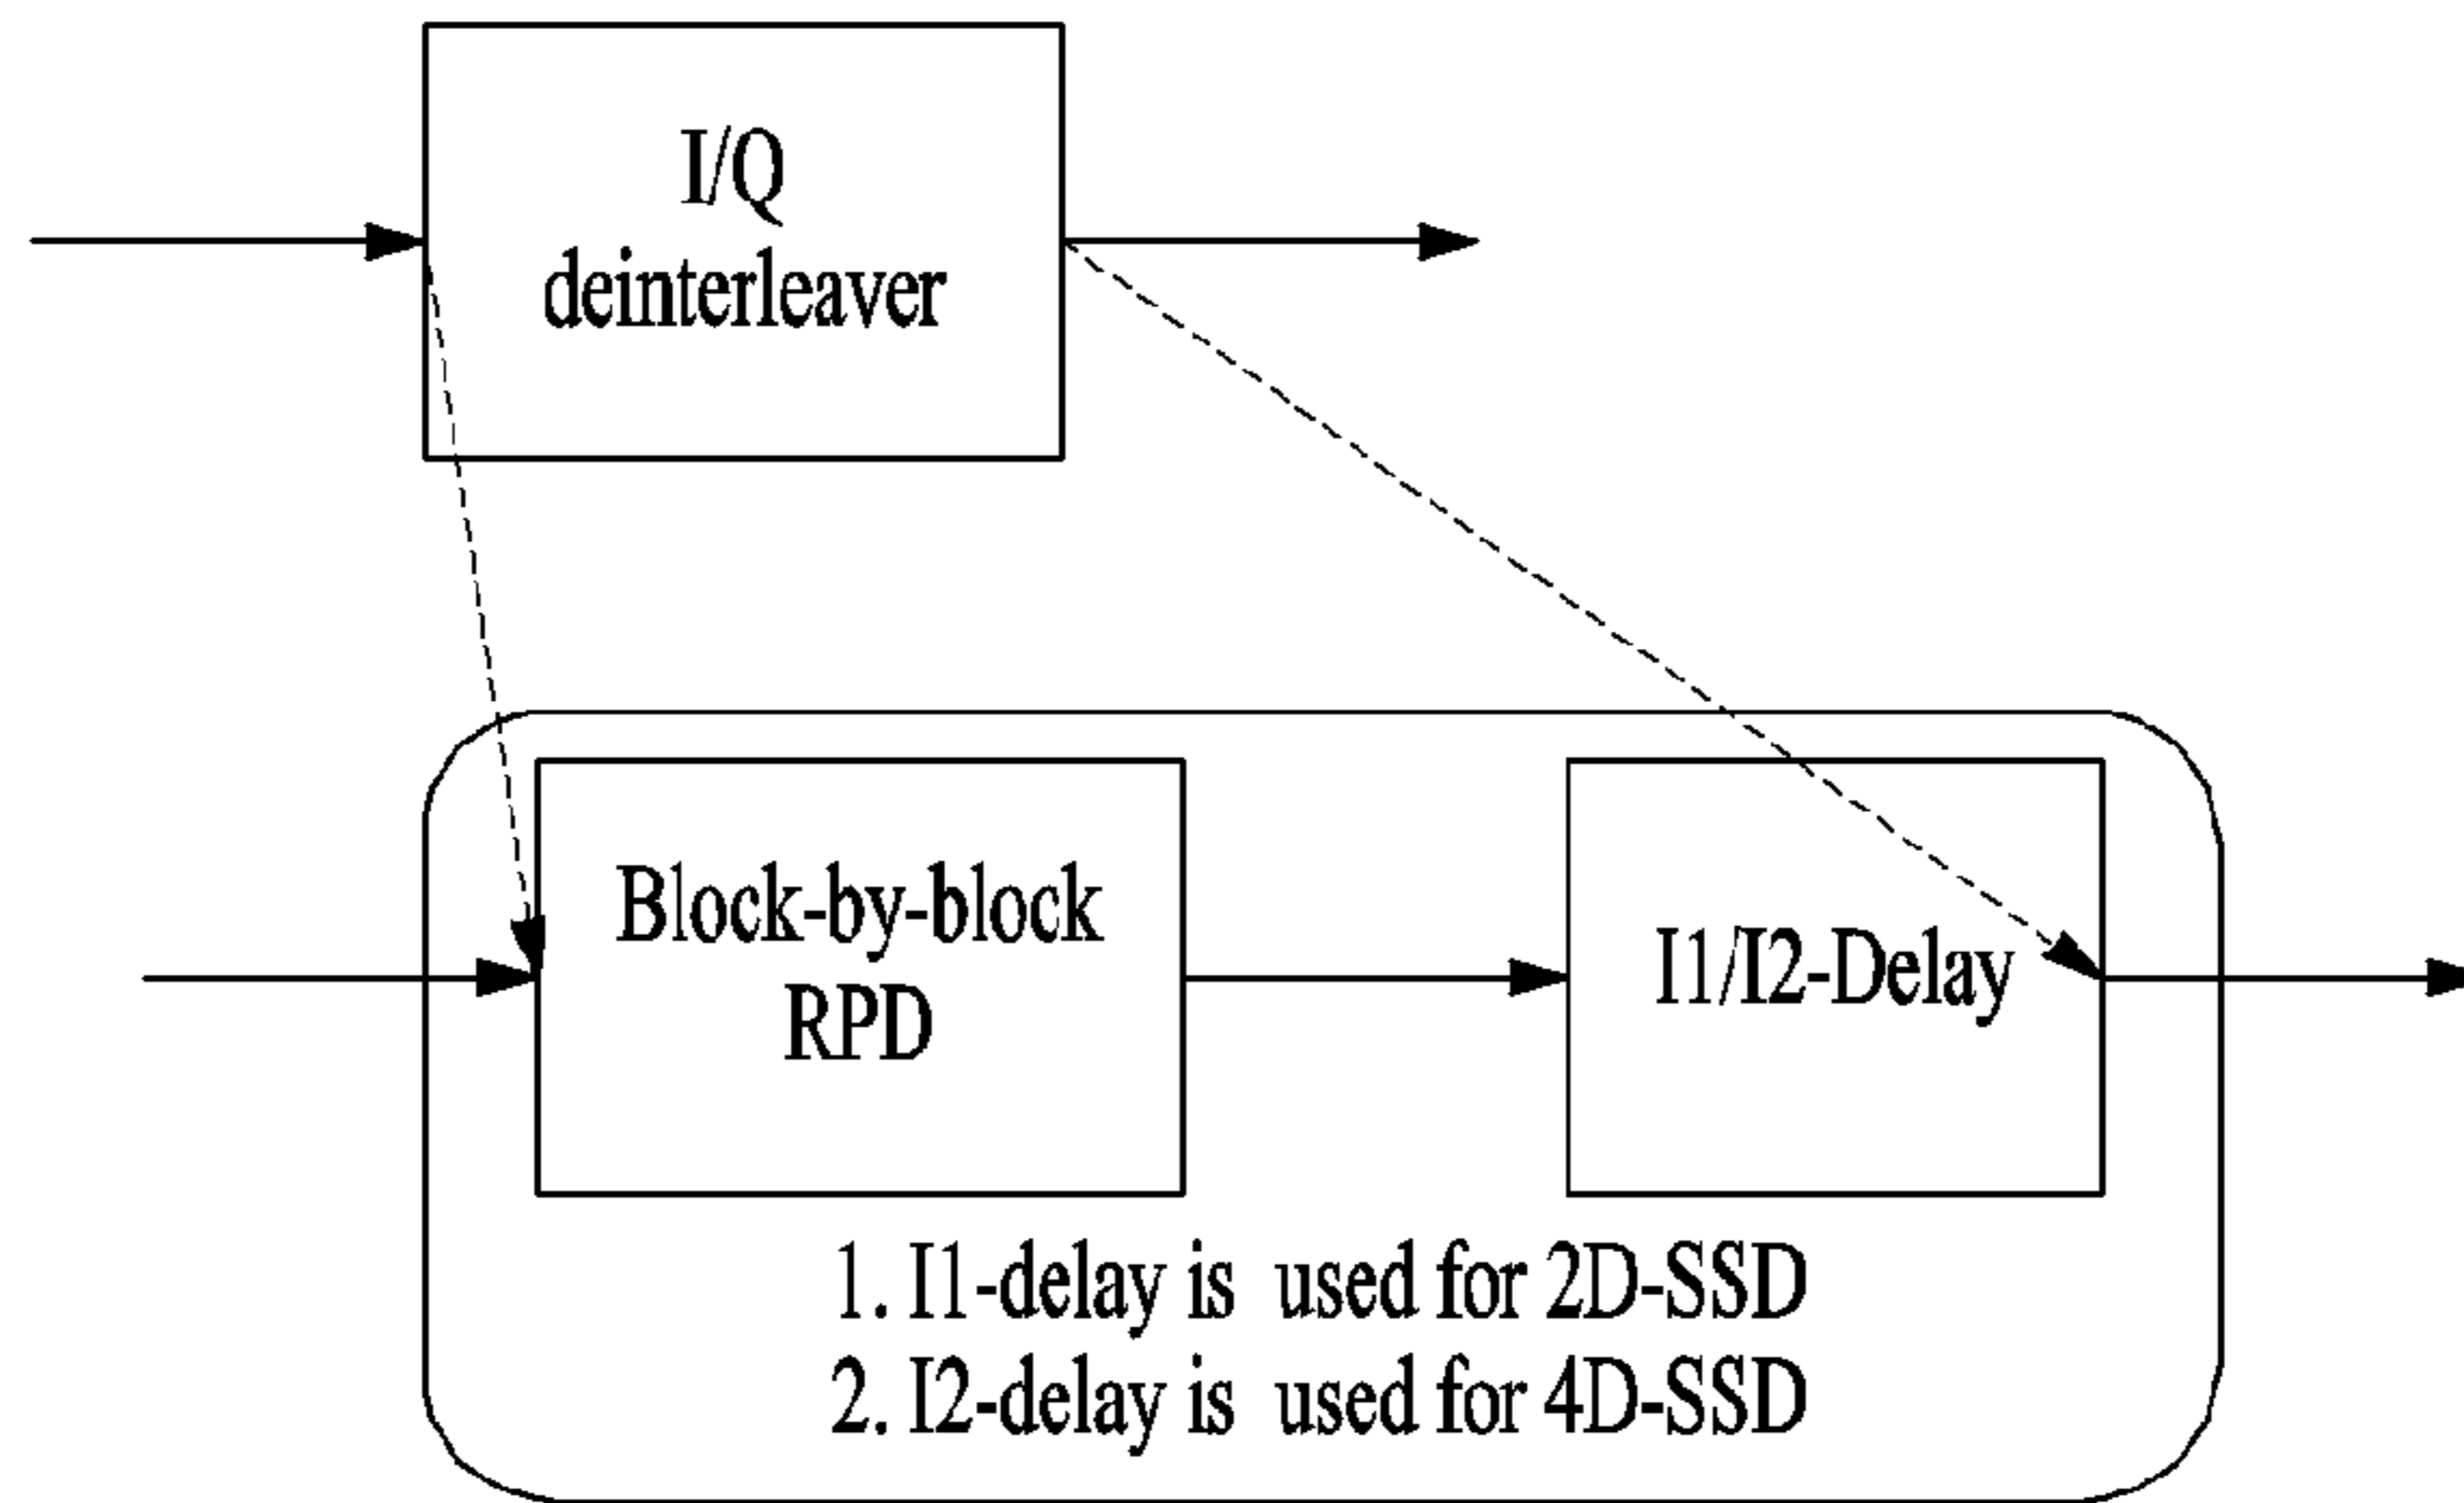 I/Q
deinterleaver
Block-by-block
RPD
I1/I2-Delay
1. I1-delay is used for 2D-SSD
2. I2-delay is used for 4D-SSD